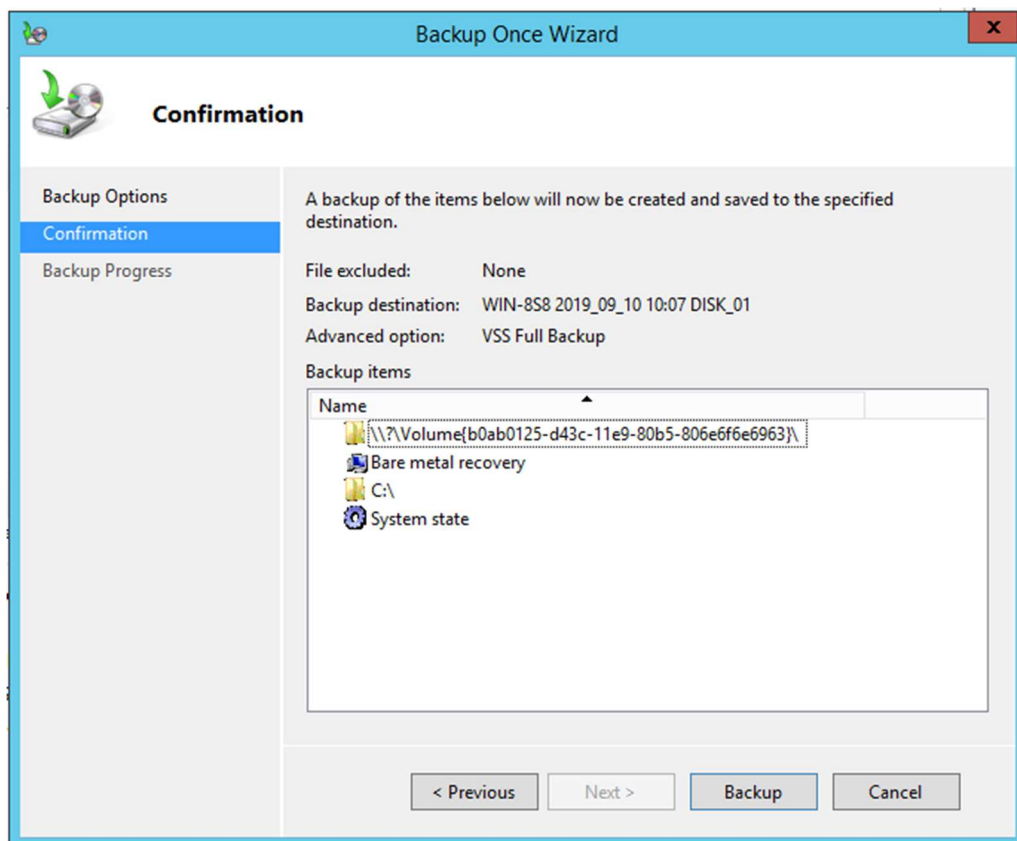 Backup Once Wizard
x
Confirmation
Backup Options
Confirmation
Backup Progress
A backup of the items below will now be created and saved to the specified
destination.
File excluded: None
Backup destination: WIN-8S8 2019_09_10 10:07 DISK_01
Advanced option: VSS Full Backup
Backup items
Name
\\?\Volume{b0ab0125-d43c-11e9-80b5-806e6f6e6963}\
Bare metal recovery
C:\
System state
< Previous
Next >
Backup
Cancel